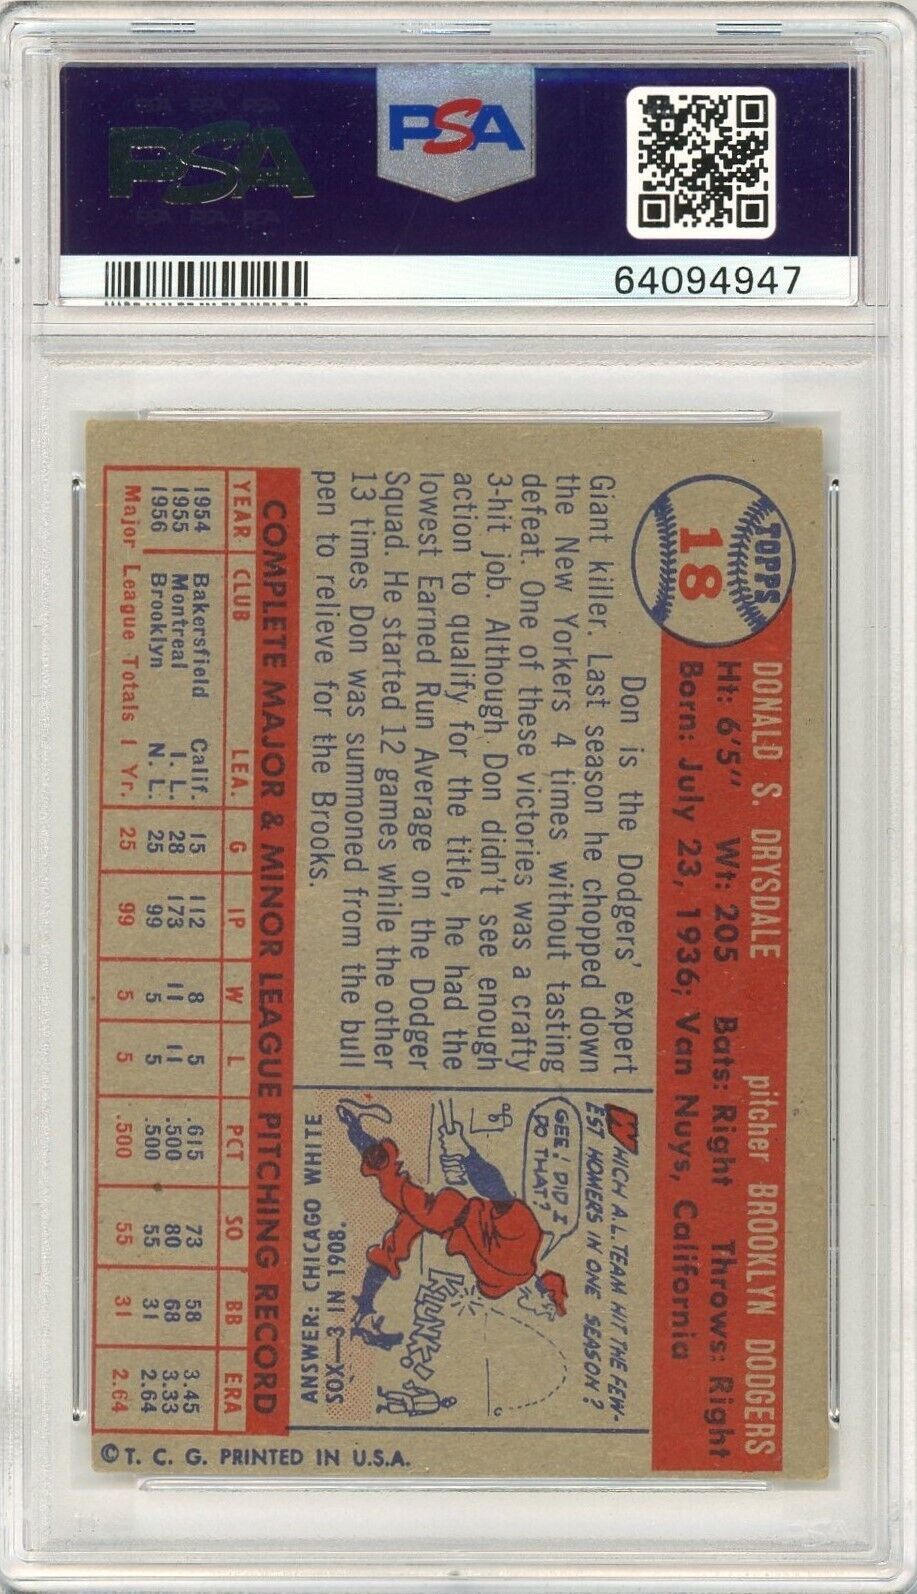 PSA
PSA
64094947
TOPPS
18
DONALD S. DRYSDALE pitcher BROOKLYN DODGERS
Ht: 6'5" Wt: 205 Bats: Right Throws: Right
Born: July 23, 1936; Van Nuys, California
Don is the Dodgers' expert
Giant killer. Last season he chopped down
the New Yorkers 4 times without tasting
defeat. One of these victories was a crafty
3-hit job. Although Don didn't see enough
action to qualify for the title, he had the
lowest Earned Run Average on the Dodger
Squad. He started 12 games while the other
13 times Don was summoned from the bull
pen to relieve for the Brooks.
WHICH A.L. TEAM HIT THE FEW-
EST HOMERS IN ONE SEASON?
GEE! DID I
DO THAT?
KLUNK!
ANSWER: CHICAGO WHITE
SOX—3—IN 1908.
COMPLETE MAJOR & MINOR LEAGUE PITCHING RECORD
YEAR CLUB LEA. G IP W L PCT SO BB ERA
1954 Bakersfield Calif. 15 112 8 5 .615 73 58 3.45
1955 Montreal I. L. 28 173 11 11 .500 80 68 3.33
1956 Brooklyn N. L. 25 99 5 5 .500 55 31 2.64
Major League Totals 1 Yr. 25 99 5 5 .500 55 31 2.64
© T. C. G. PRINTED IN U.S.A.